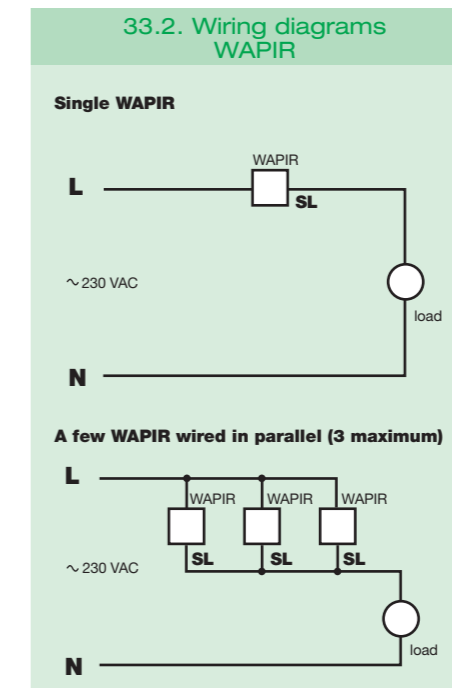 33.2. Wiring diagrams
WAPIR
Single WAPIR
WAPIR
L
SL
~230 VAC
load
N
A few WAPIR wired in parallel (3 maximum)
L
WAPIR WAPIR WAPIR
SL SL SL
~230 VAC
load
N